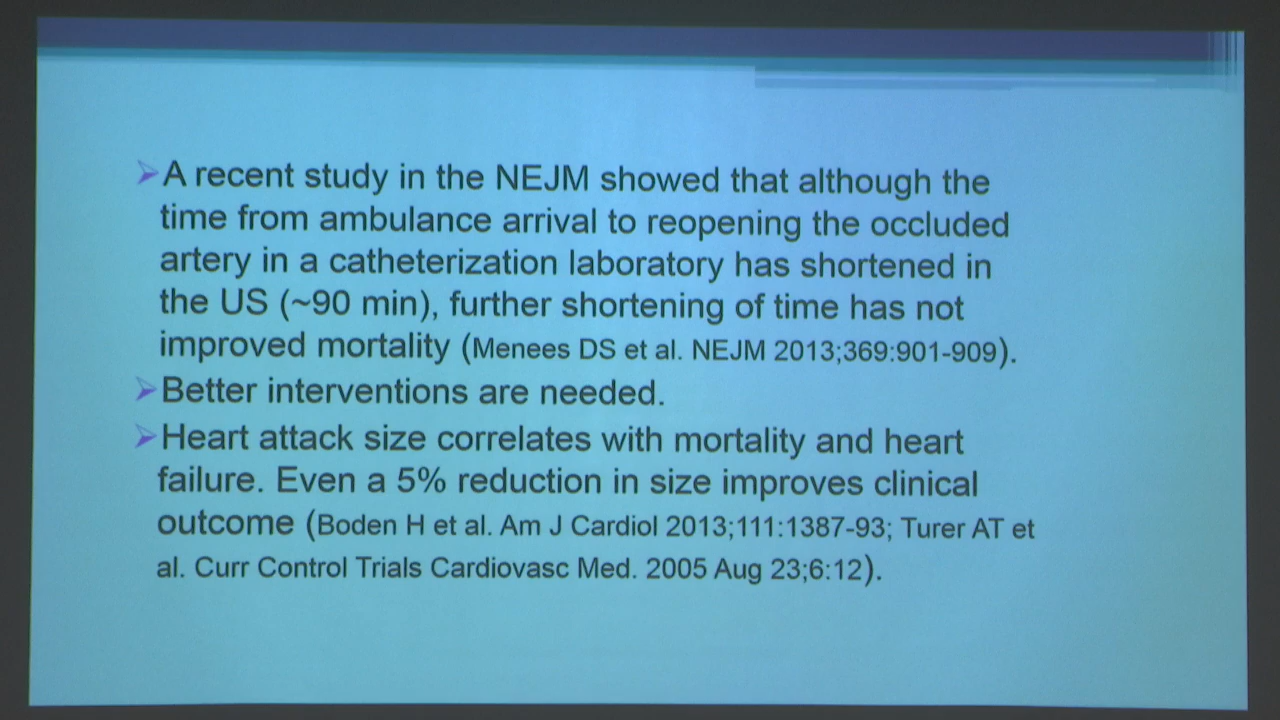 ➢A recent study in the NEJM showed that although the
time from ambulance arrival to reopening the occluded
artery in a catheterization laboratory has shortened in
the US (~90 min), further shortening of time has not
improved mortality (Menees DS et al. NEJM 2013;369:901-909).
➢Better interventions are needed.
➢Heart attack size correlates with mortality and heart
failure. Even a 5% reduction in size improves clinical
outcome (Boden H et al. Am J Cardiol 2013;111:1387-93; Turer AT et
al. Curr Control Trials Cardiovasc Med. 2005 Aug 23;6:12).